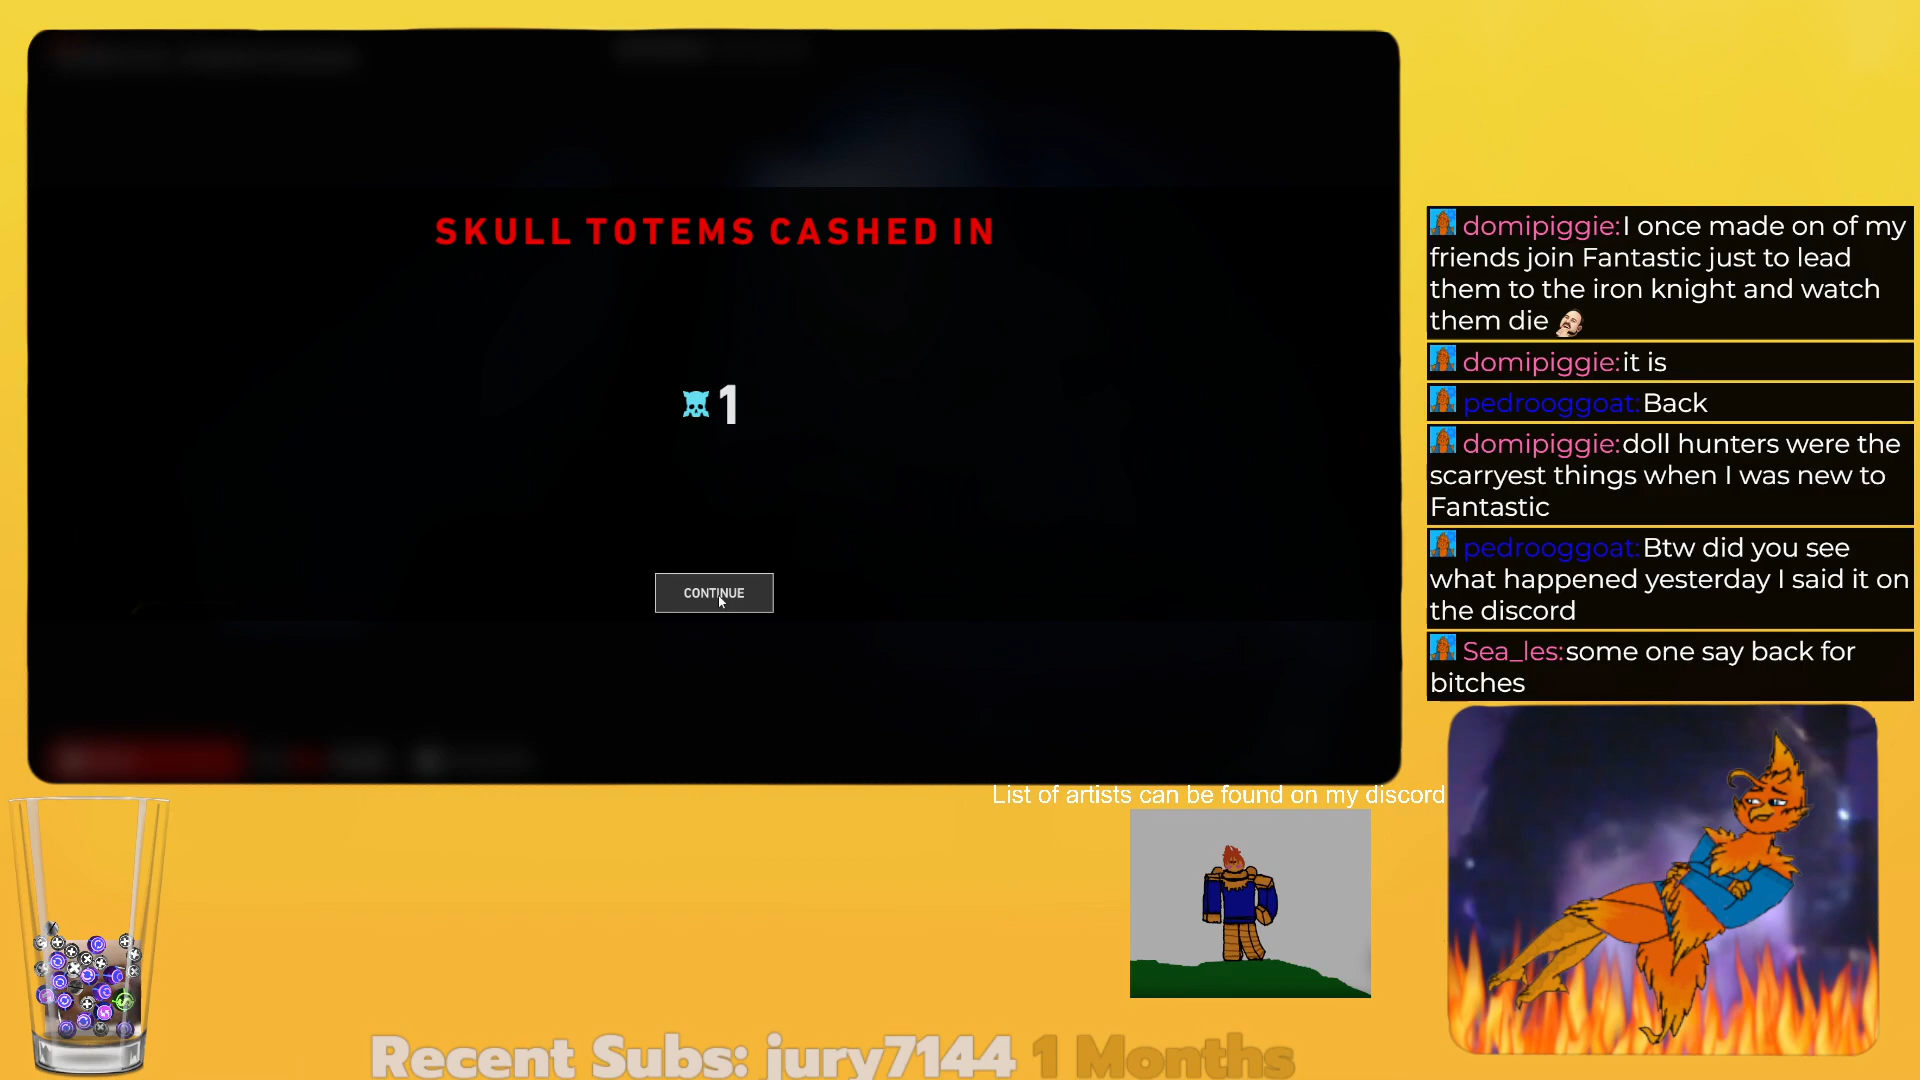 SKULL TOTEMS CASHED IN
1
CONTINUE
domipiggie:I once made on of my
friends join Fantastic just to lead
them to the iron knight and watch
them die
domipiggie:it is
pedrooggoat:Back
domipiggie:doll hunters were the
scarryest things when I was new to
Fantastic
pedrooggoat:Btw did you see
what happened yesterday I said it on
the discord
Sea_les:some one say back for
bitches
List of artists can be found on my discord
Recent Subs: jury7144 1 Months